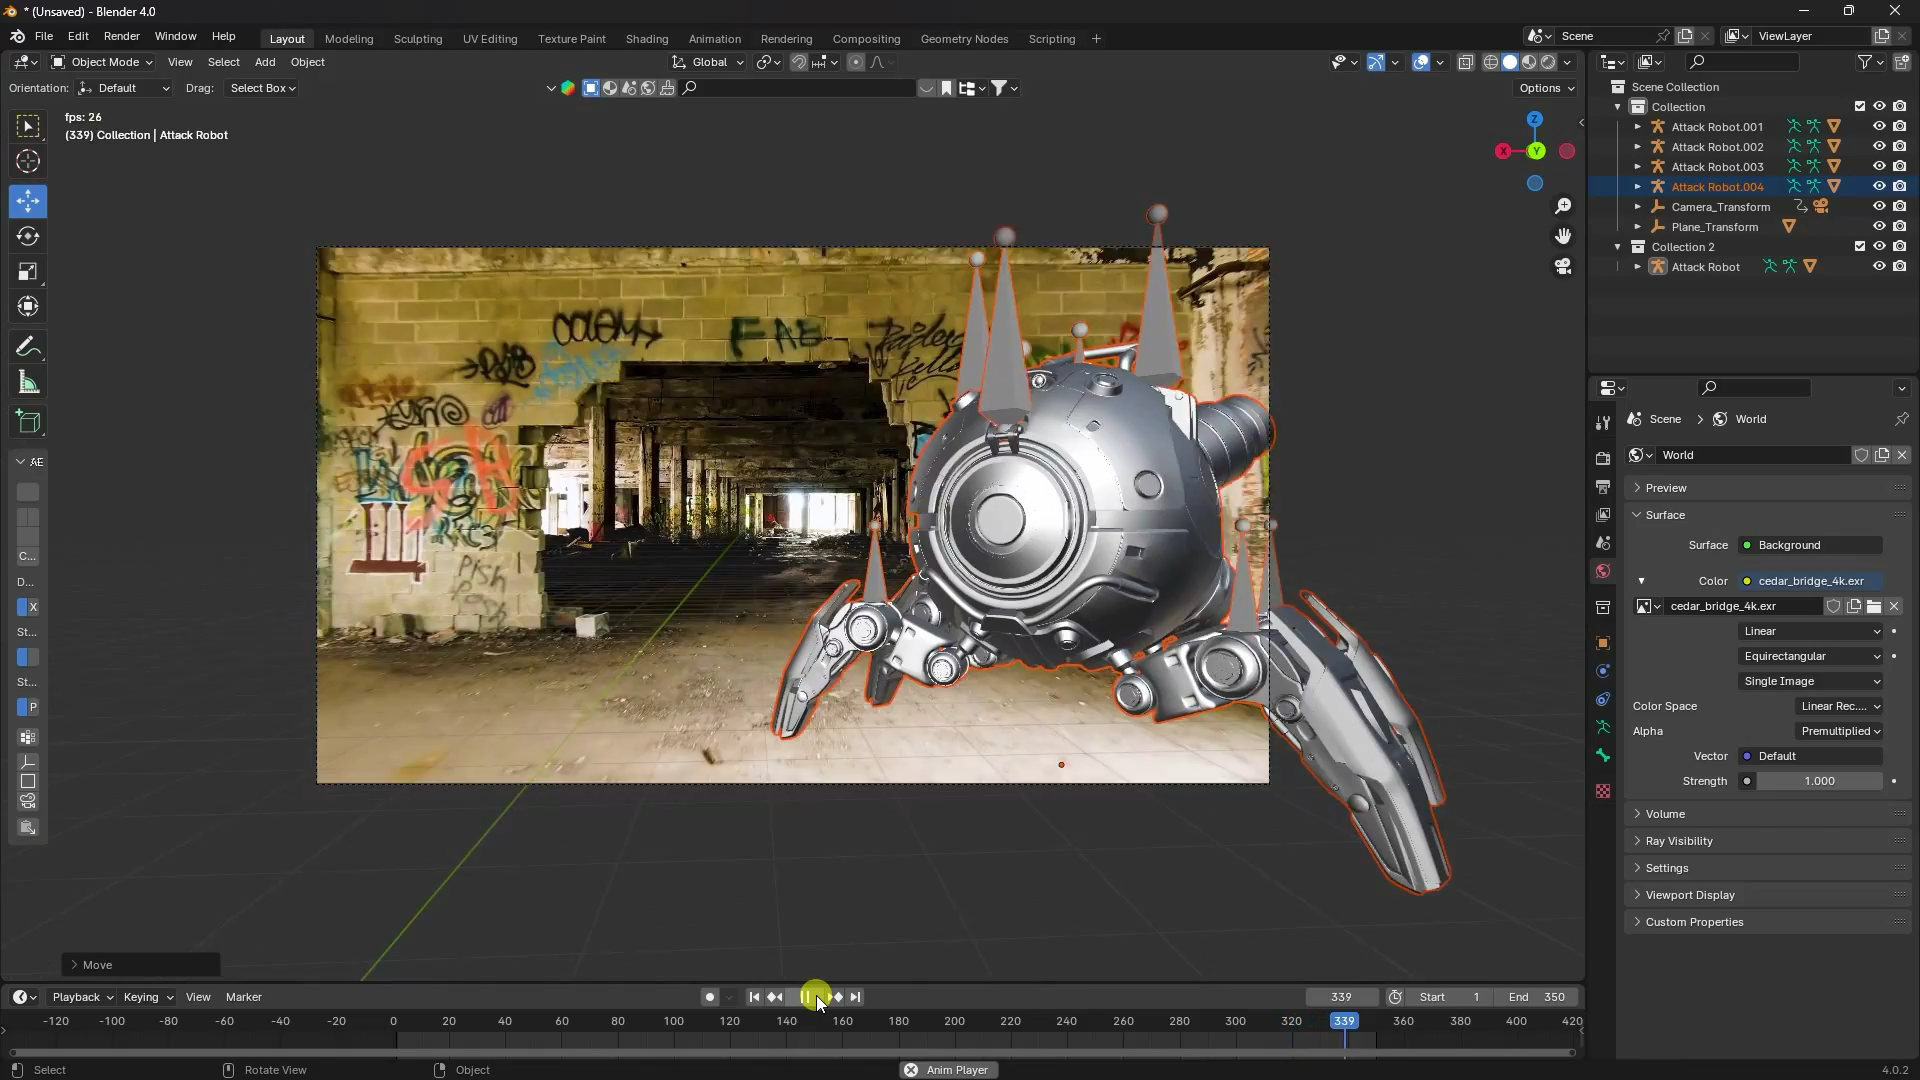 * (Unsaved) - Blender 4.0
File Edit Render Window Help
Layout Modeling Sculpting UV Editing Texture Paint Shading Animation Rendering Compositing Geometry Nodes Scripting +
Scene
ViewLayer
Object Mode View Select Add Object
Global
Orientation: Default Drag: Select Box
Options
fps: 26
(339) Collection | Attack Robot
Z
X
Y
AE
C...
D...
X
St...
St...
P
COLEM
FAE
Scene Collection
Collection
Attack Robot.001
Attack Robot.002
Attack Robot.003
Attack Robot.004
Camera_Transform
Plane_Transform
Collection 2
Attack Robot
Scene > World
World
Preview
Surface
Surface Background
Color cedar_bridge_4k.exr
cedar_bridge_4k.exr
Linear
Equirectangular
Single Image
Color Space Linear Rec....
Alpha Premultiplied
Vector Default
Strength 1.000
Volume
Ray Visibility
Settings
Viewport Display
Custom Properties
> Move
Playback Keying View Marker
339 Start 1 End 350
-120 -100 -80 -60 -40 -20 0 20 40 60 80 100 120 140 160 180 200 220 240 260 280 300 320 339 360 380 400 420
Select Rotate View Object
Anim Player
4.0.2